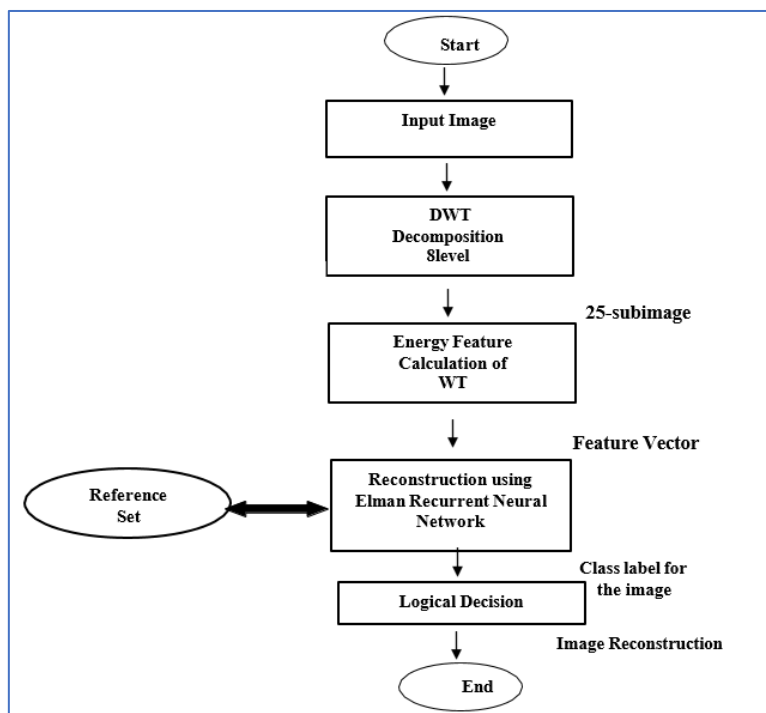 Start
Input Image
DWT
Decomposition
8level
25-subimage
Energy Feature
Calculation of
WT
Feature Vector
Reference
Set
Reconstruction using
Elman Recurrent Neural
Network
Class label for
the image
Logical Decision
Image Reconstruction
End